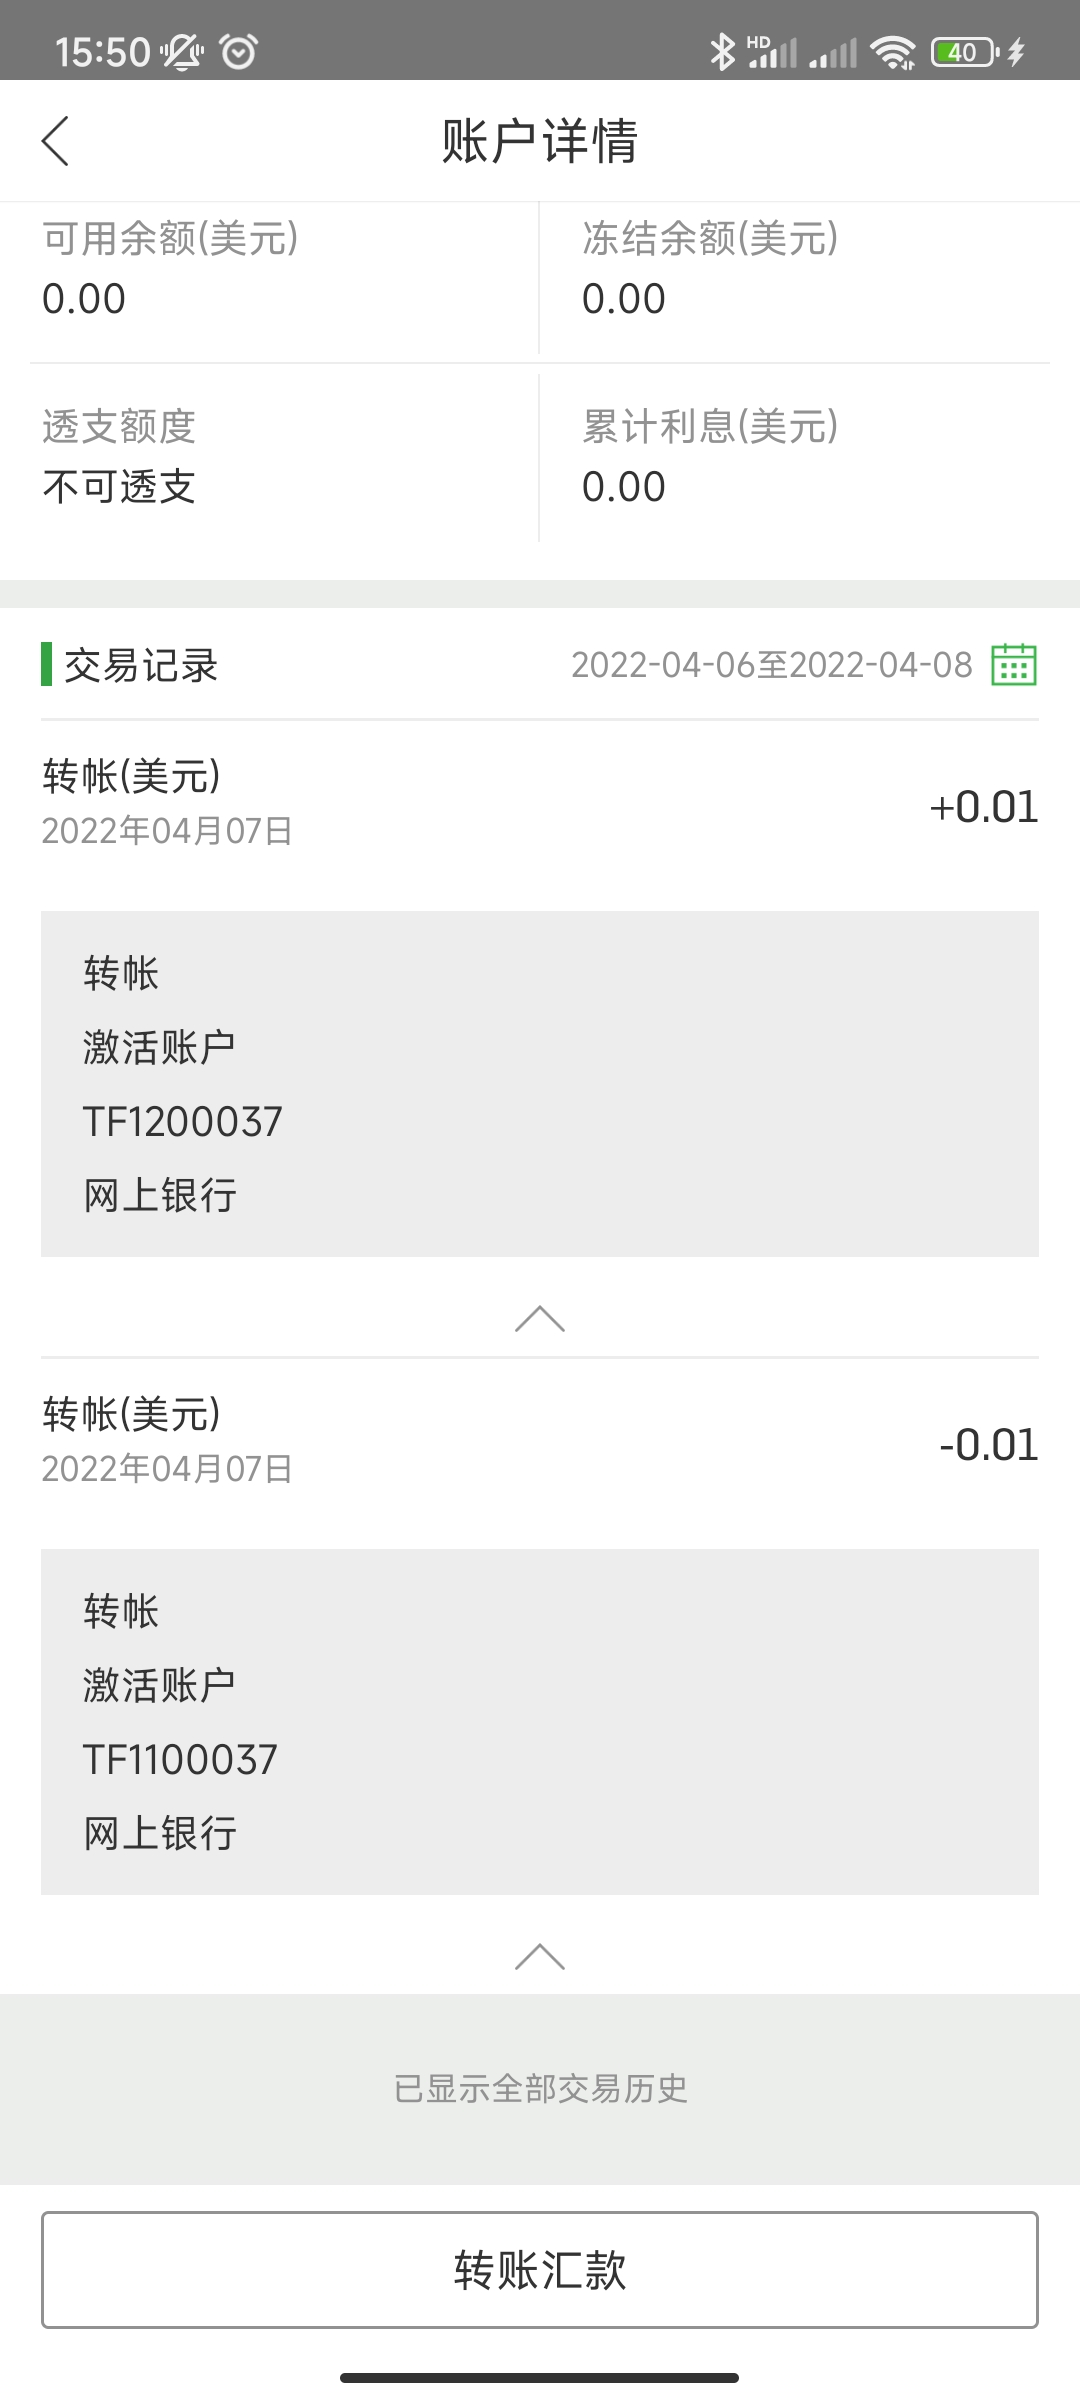 15:50
HD
40
账户详情
可用余额(美元)
冻结余额(美元)
0.00
0.00
透支额度
累计利息(美元)
不可透支
0.00
交易记录
2022-04-06至2022-04-08
转帐(美元)
+0.01
2022年04月07日
转帐
激活账户
TF1200037
网上银行
转帐(美元)
-0.01
2022年04月07日
转帐
激活账户
TF1100037
网上银行
已显示全部交易历史
转账汇款